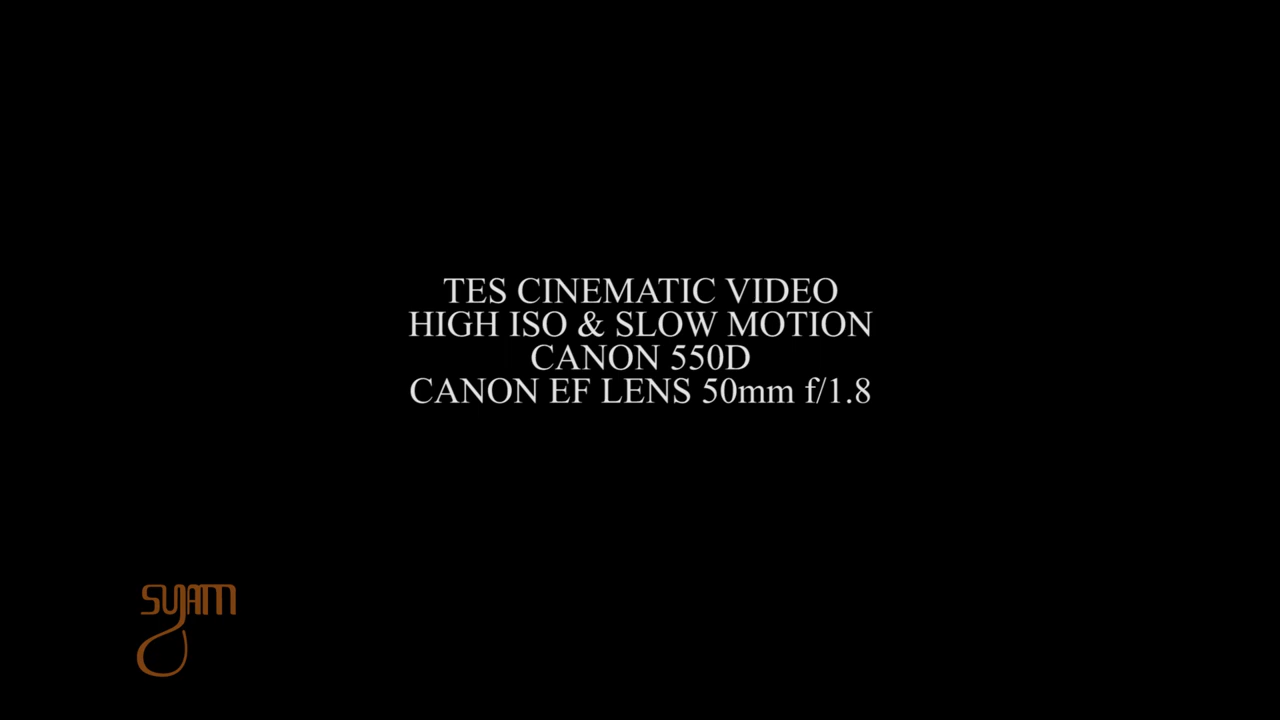 TES CINEMATIC VIDEO
HIGH ISO & SLOW MOTION
CANON 550D
CANON EF LENS 50mm f/1.8
syam